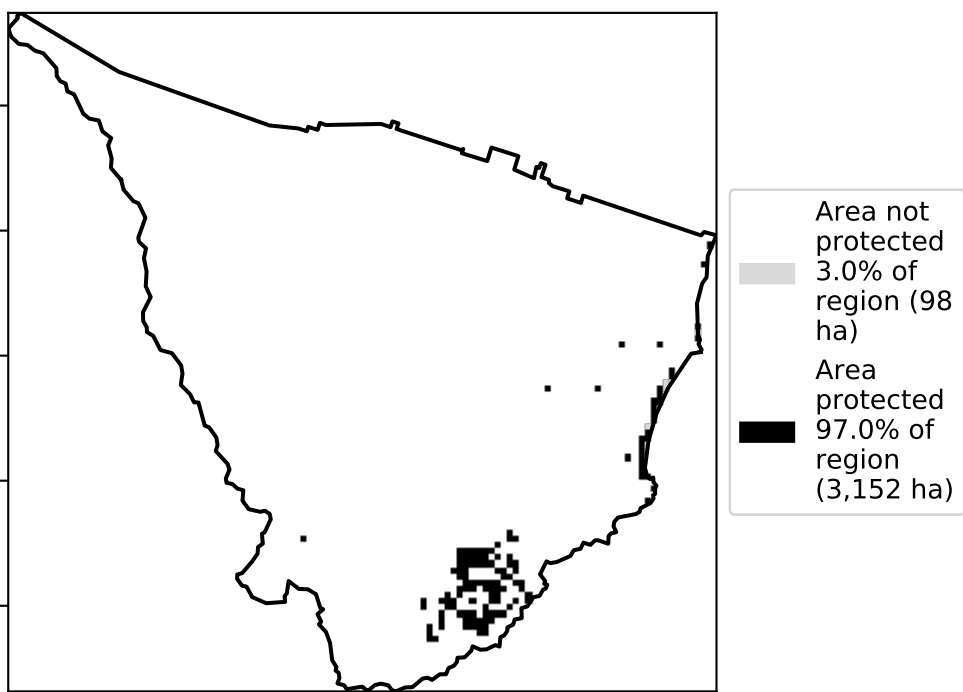 Area not
protected
3.0% of
region (98
ha)
Area
protected
97.0% of
region
(3,152 ha)